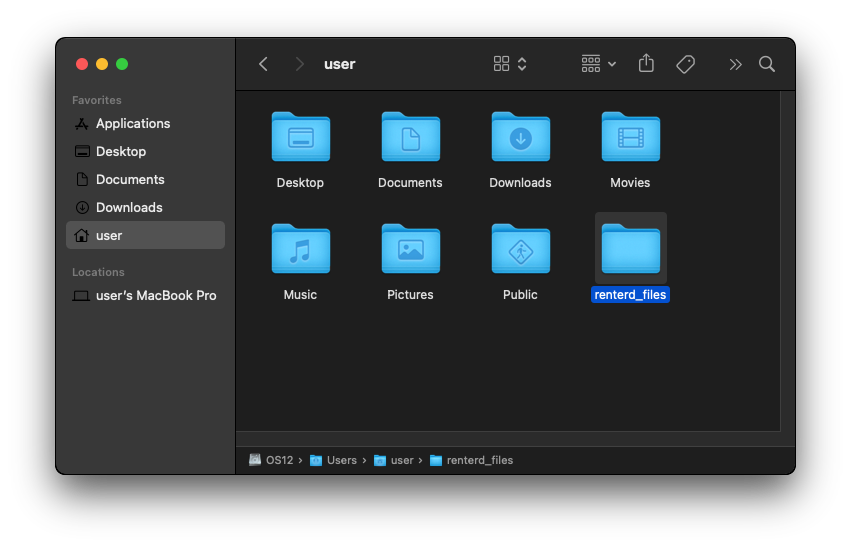 user
Favorites
Applications
Desktop
Documents
Downloads
user
Locations
user's MacBook Pro
Desktop
Documents
Downloads
Movies
Music
Pictures
Public
renterd_files
OS12 › Users › user › renterd_files